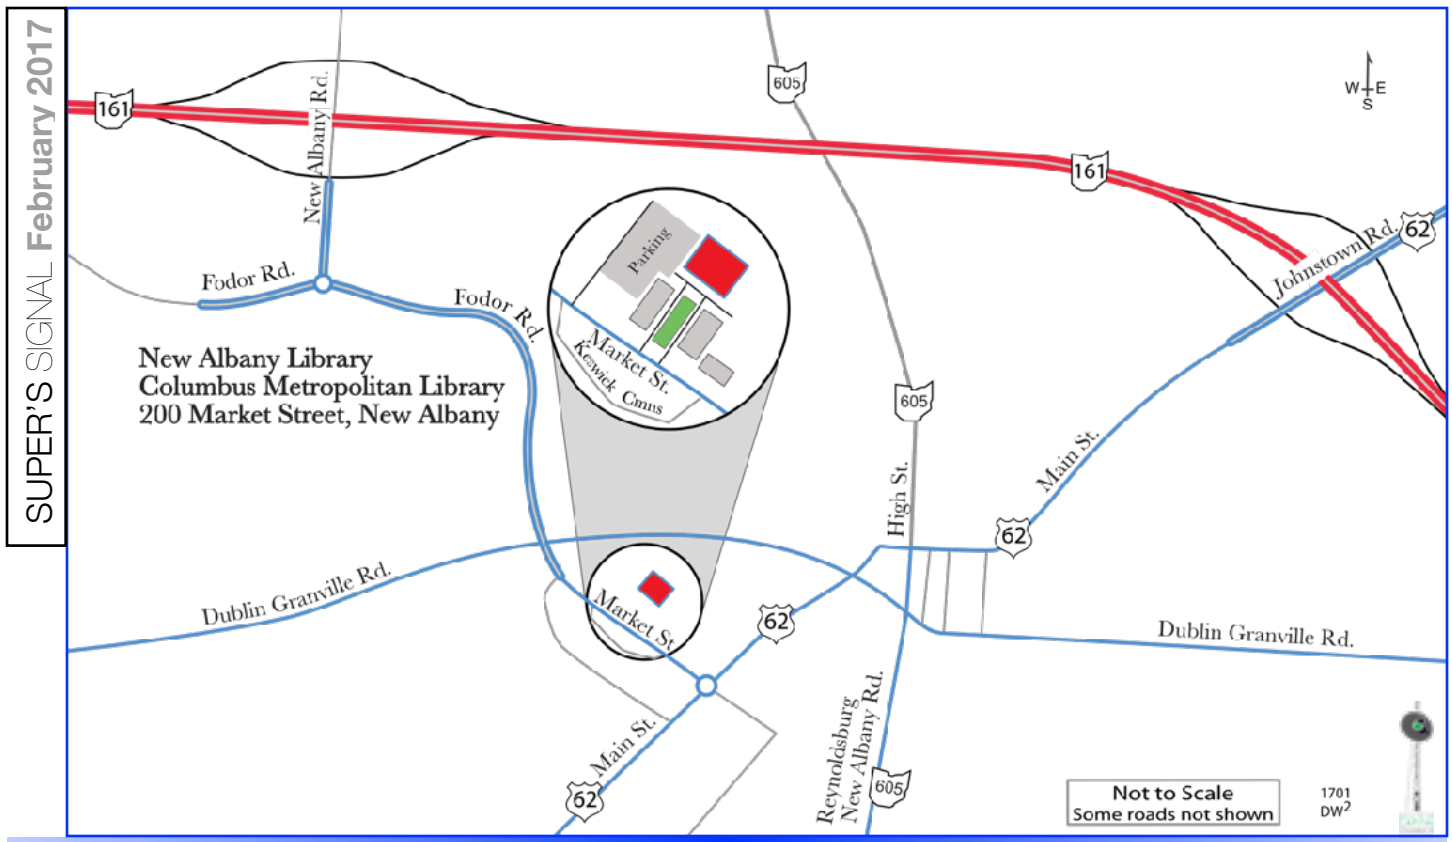 SUPER'S SIGNAL February 2017
161
New Albany Rd.
605
W E
S
161
62
Johnstown Rd.
Fodor Rd.
Fodor Rd.
Parking
Market St.
Keswick Cmns
New Albany Library
Columbus Metropolitan Library
200 Market Street, New Albany
605
High St.
Main St.
62
Dublin Granville Rd.
Market St
62
Dublin Granville Rd.
Main St.
62
Reynoldsburg
New Albany Rd.
605
Not to Scale
Some roads not shown
1701
DW2